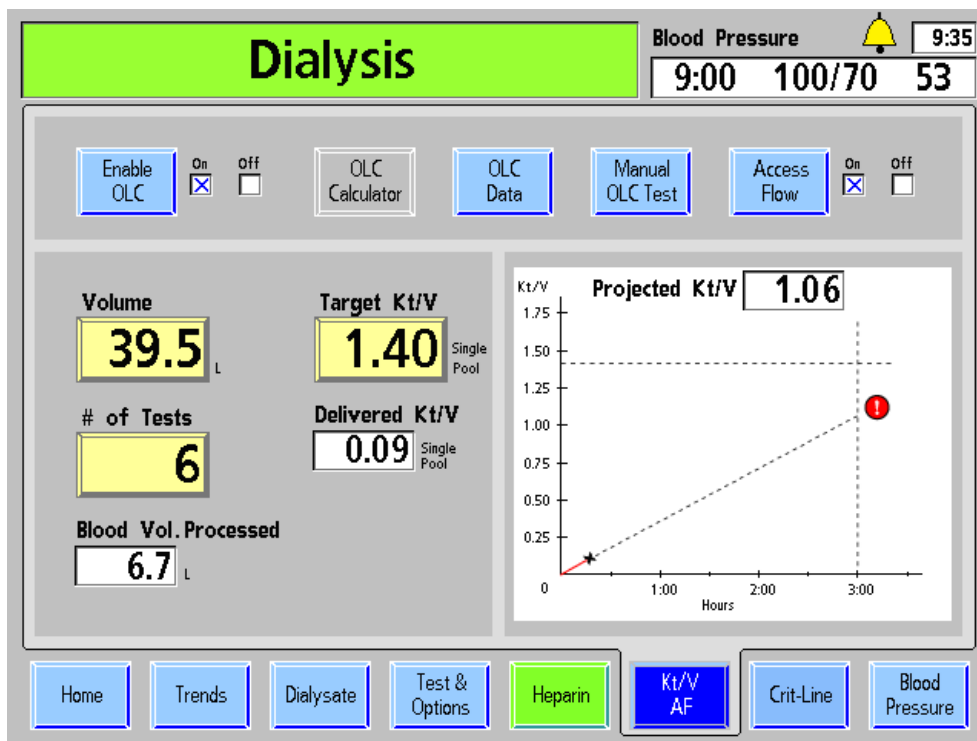 Dialysis
Blood Pressure
9:35
9:00 100/70 53
Enable
OLC
On
Off
OLC
Calculator
OLC
Data
Manual
OLC Test
Access
Flow
On
Off
Volume
39.5
L
Target Kt/V
1.40
Single
Pool
# of Tests
6
Delivered Kt/V
0.09
Single
Pool
Blood Vol.Processed
6.7
L
Kt/V
Projected Kt/V
1.06
1.75
1.50
1.25
1.00
0.75
0.50
0.25
0
1:00
2:00
3:00
Hours
!
Home
Trends
Dialysate
Test &
Options
Heparin
Kt/V
AF
Crit-Line
Blood
Pressure